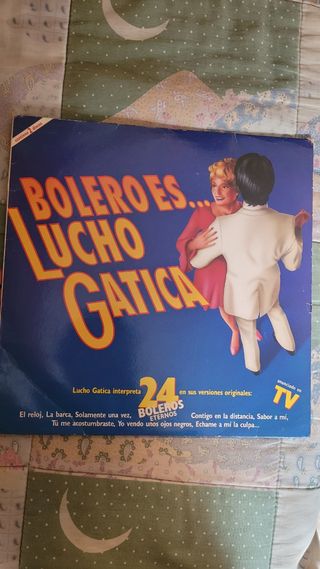 BOLERO ES...
LUCHO
GATICA
Lucho Gatica interpreta 24 en sus versiones originales:
BOLEROS
ETERNOS
El reloj, La barca, Solamente una vez,
Contigo en la distancia, Sabor a mí,
Tú me acostumbraste, Yo vendo unos ojos negros, Echame a mí la culpa...
anunciado en
TV